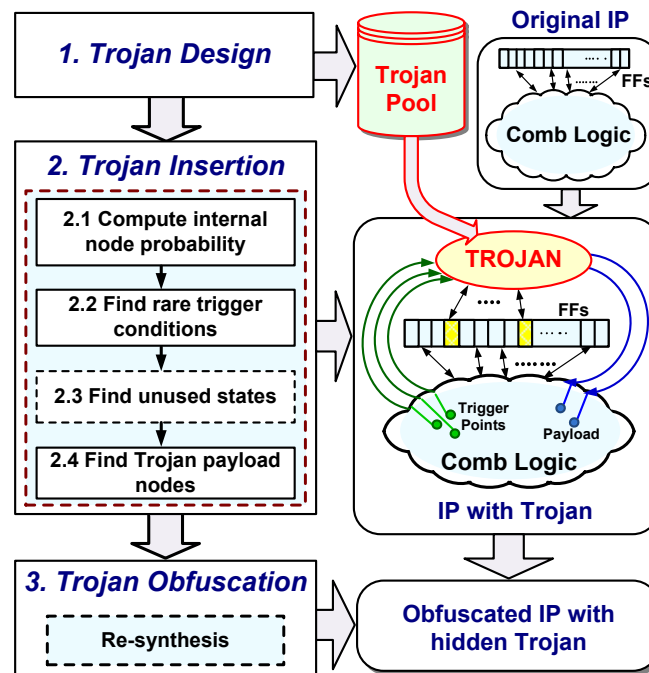 1. Trojan Design
Trojan
Pool
Original IP
...... .
FFs
........
Comb Logic
2. Trojan Insertion
2.1 Compute internal
node probability
2.2 Find rare trigger
conditions
2.3 Find unused states
2.4 Find Trojan payload
nodes
TROJAN
....
FFs
...... .
........
Trigger
Points
Payload
Comb Logic
IP with Trojan
3. Trojan Obfuscation
Re-synthesis
Obfuscated IP with
hidden Trojan